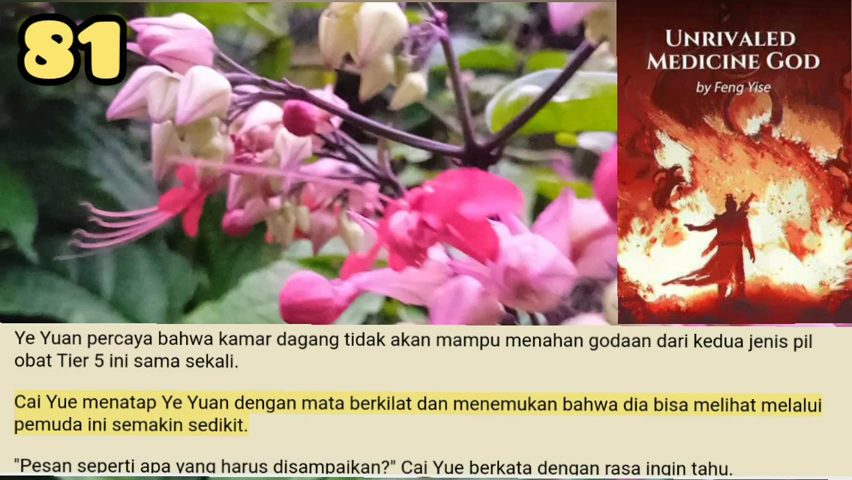 81
UNRIVALED
MEDICINE GOD
by Feng Yise
Ye Yuan percaya bahwa kamar dagang tidak akan mampu menahan godaan dari kedua jenis pil
obat Tier 5 ini sama sekali.
Cai Yue menatap Ye Yuan dengan mata berkilat dan menemukan bahwa dia bisa melihat melalui
pemuda ini semakin sedikit.
"Pesan seperti apa yang harus disampaikan?" Cai Yue berkata dengan rasa ingin tahu.